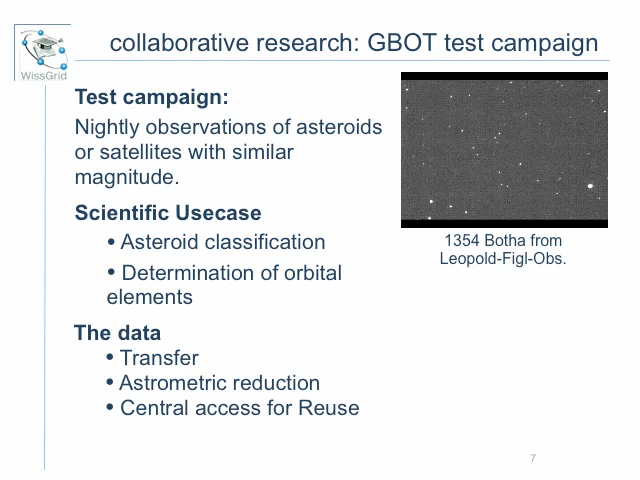 collaborative research: GBOT test campaign
WissGrid
Test campaign:
Nightly observations of asteroids
or satellites with similar
magnitude.
Scientific Usecase
• Asteroid classification
• Determination of orbital
elements
The data
• Transfer
• Astrometric reduction
• Central access for Reuse
1354 Botha from
Leopold-Figl-Obs.
7